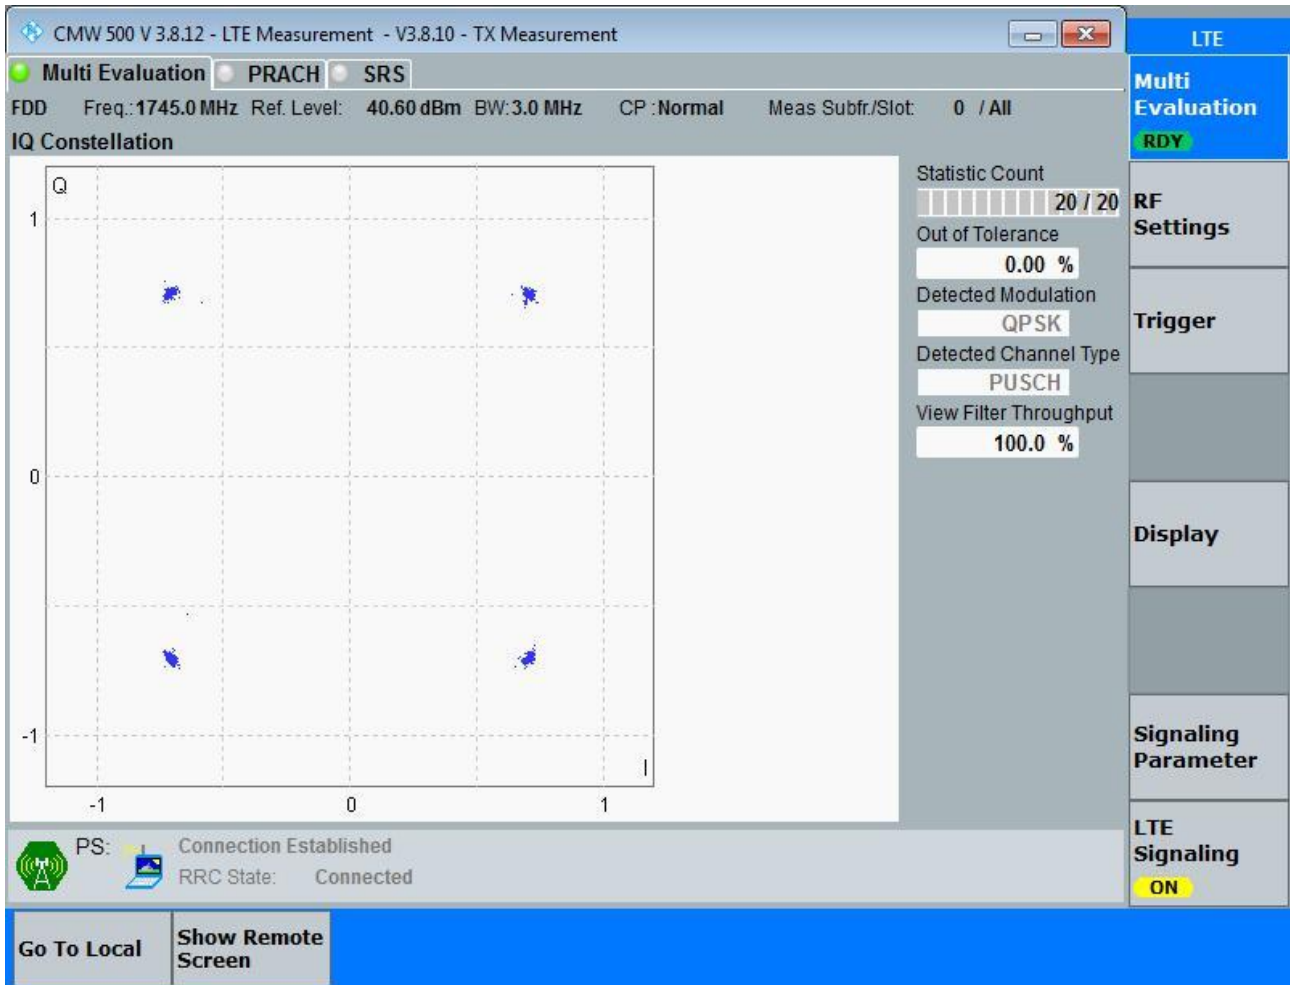 CMW 500 V 3.8.12 - LTE Measurement - V3.8.10 - TX Measurement
LTE
Multi Evaluation PRACH SRS
FDD Freq.:1745.0 MHz Ref. Level: 40.60 dBm BW:3.0 MHz CP :Normal Meas Subfr./Slot: 0 / All
IQ Constellation
Q
1
0
-1
I
-1 0 1
Statistic Count
20 / 20
Out of Tolerance
0.00 %
Detected Modulation
QPSK
Detected Channel Type
PUSCH
View Filter Throughput
100.0 %
Multi
Evaluation
RDY
RF
Settings
Trigger
Display
Signaling
Parameter
LTE
Signaling
ON
PS: Connection Established
RRC State: Connected
Go To Local
Show Remote
Screen